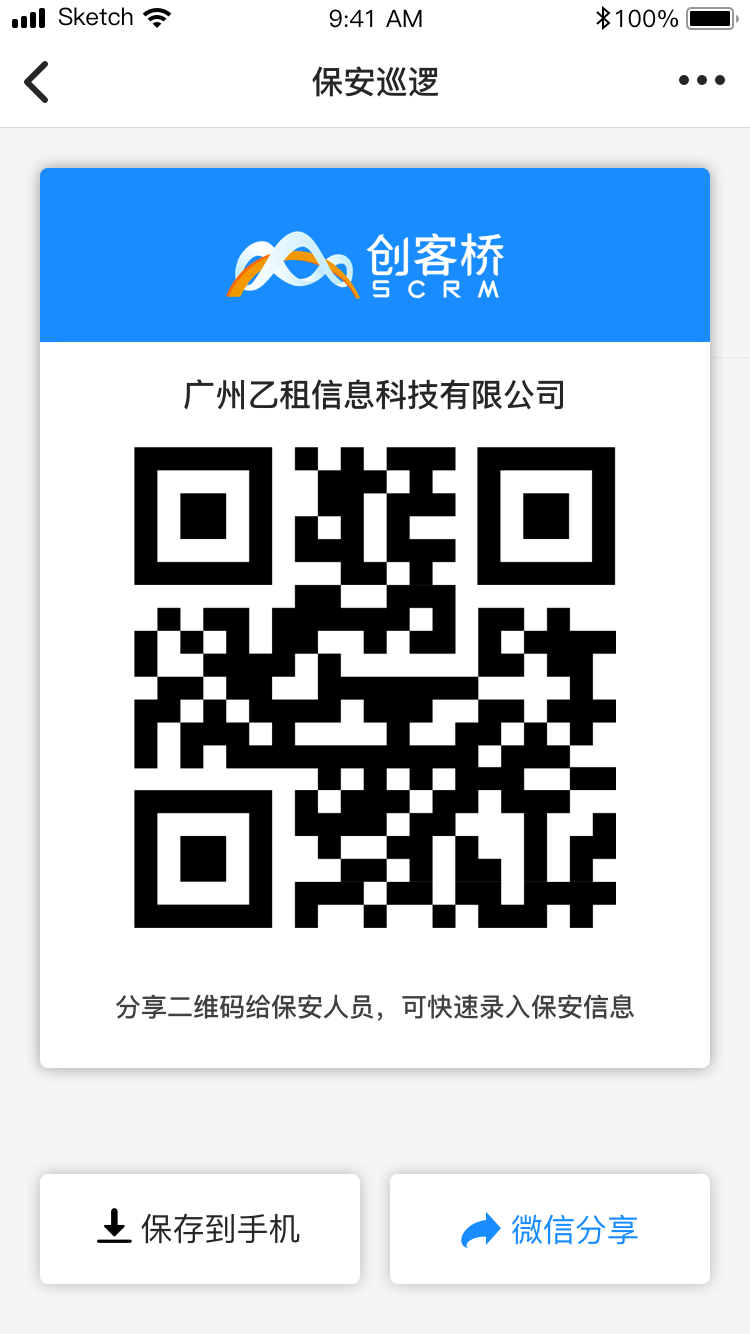 Sketch 9:41 AM 100%
保安巡逻
创客桥
SCRM
广州乙租信息科技有限公司
分享二维码给保安人员，可快速录入保安信息
保存到手机 微信分享